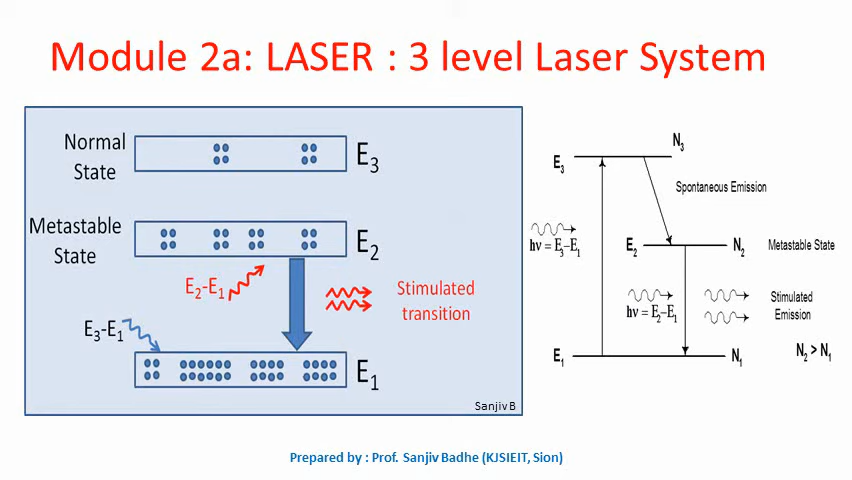 Module 2a: LASER : 3 level Laser System
Normal
State
E₃
Metastable
State
E₂
E₂-E₁
Stimulated
transition
E₃-E₁
E₁
Sanjiv B
N₃
E₃
Spontaneous Emission
hν = E₃–E₁
E₂
N₂
Metastable State
hν = E₂–E₁
Stimulated
Emission
E₁
N₁
N₂ > N₁
Prepared by : Prof. Sanjiv Badhe (KJSIEIT, Sion)